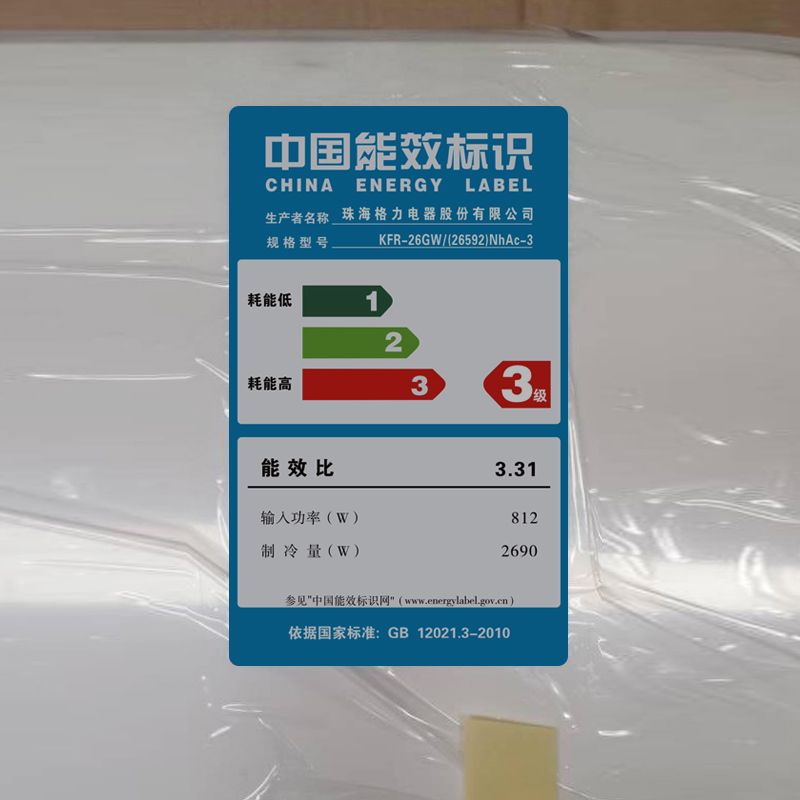 中国能效标识
CHINA ENERGY LABEL
生产者名称 珠海格力电器股份有限公司
规格型号 KFR-26GW/(26592)NhAc-3
耗能低 1
2
耗能高 3 3级
能效比 3.31
输入功率(W) 812
制冷量(W) 2690
参见"中国能效标识网"(www.energylabel.gov.cn)
依据国家标准: GB 12021.3-2010